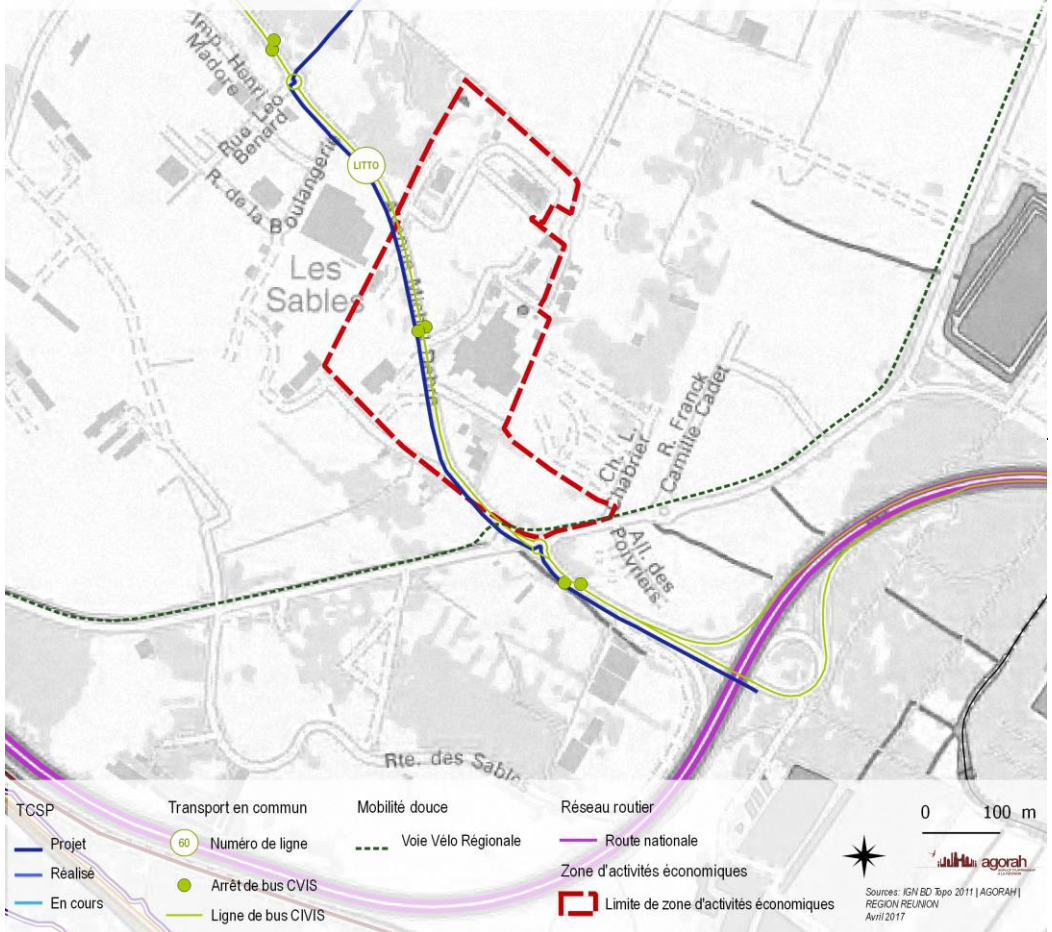 Imp. Henri
Madore
Rue Leo
Benard
R. de la Boulangerie
LITTO
Les
Sables
Ch. L.
Chabrier
R. Franck
Camille Cadet
All. des
Poivriers
Rte. des Sables
TCSP
Projet
Réalisé
En cours
Transport en commun
60
Numéro de ligne
Arrêt de bus CVIS
Ligne de bus CIVIS
Mobilité douce
Voie Vélo Régionale
Réseau routier
Route nationale
Zone d'activités économiques
Limite de zone d'activités économiques
0 100 m
agorah
Sources: IGN BD Topo 2011 | AGORAH |
REGION REUNION
Avril 2017